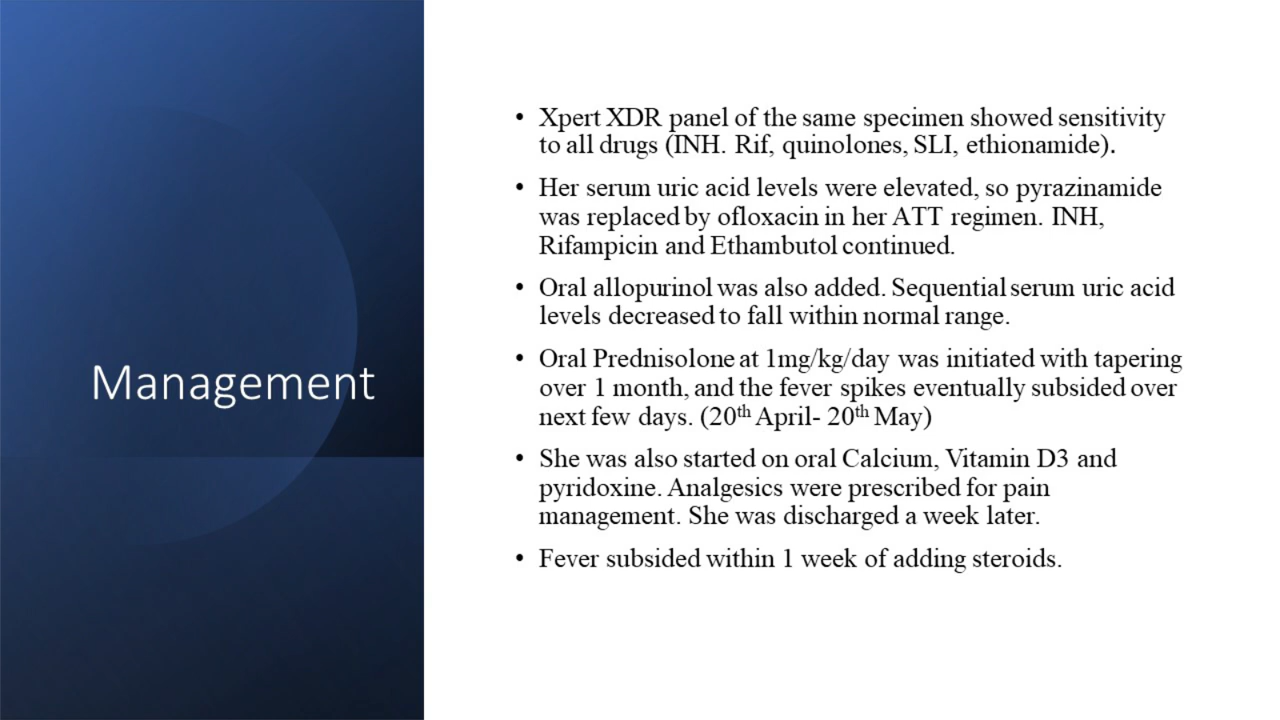 Management
• Xpert XDR panel of the same specimen showed sensitivity
to all drugs (INH. Rif, quinolones, SLI, ethionamide).
• Her serum uric acid levels were elevated, so pyrazinamide
was replaced by ofloxacin in her ATT regimen. INH,
Rifampicin and Ethambutol continued.
• Oral allopurinol was also added. Sequential serum uric acid
levels decreased to fall within normal range.
• Oral Prednisolone at 1mg/kg/day was initiated with tapering
over 1 month, and the fever spikes eventually subsided over
next few days. (20th April- 20th May)
• She was also started on oral Calcium, Vitamin D3 and
pyridoxine. Analgesics were prescribed for pain
management. She was discharged a week later.
• Fever subsided within 1 week of adding steroids.